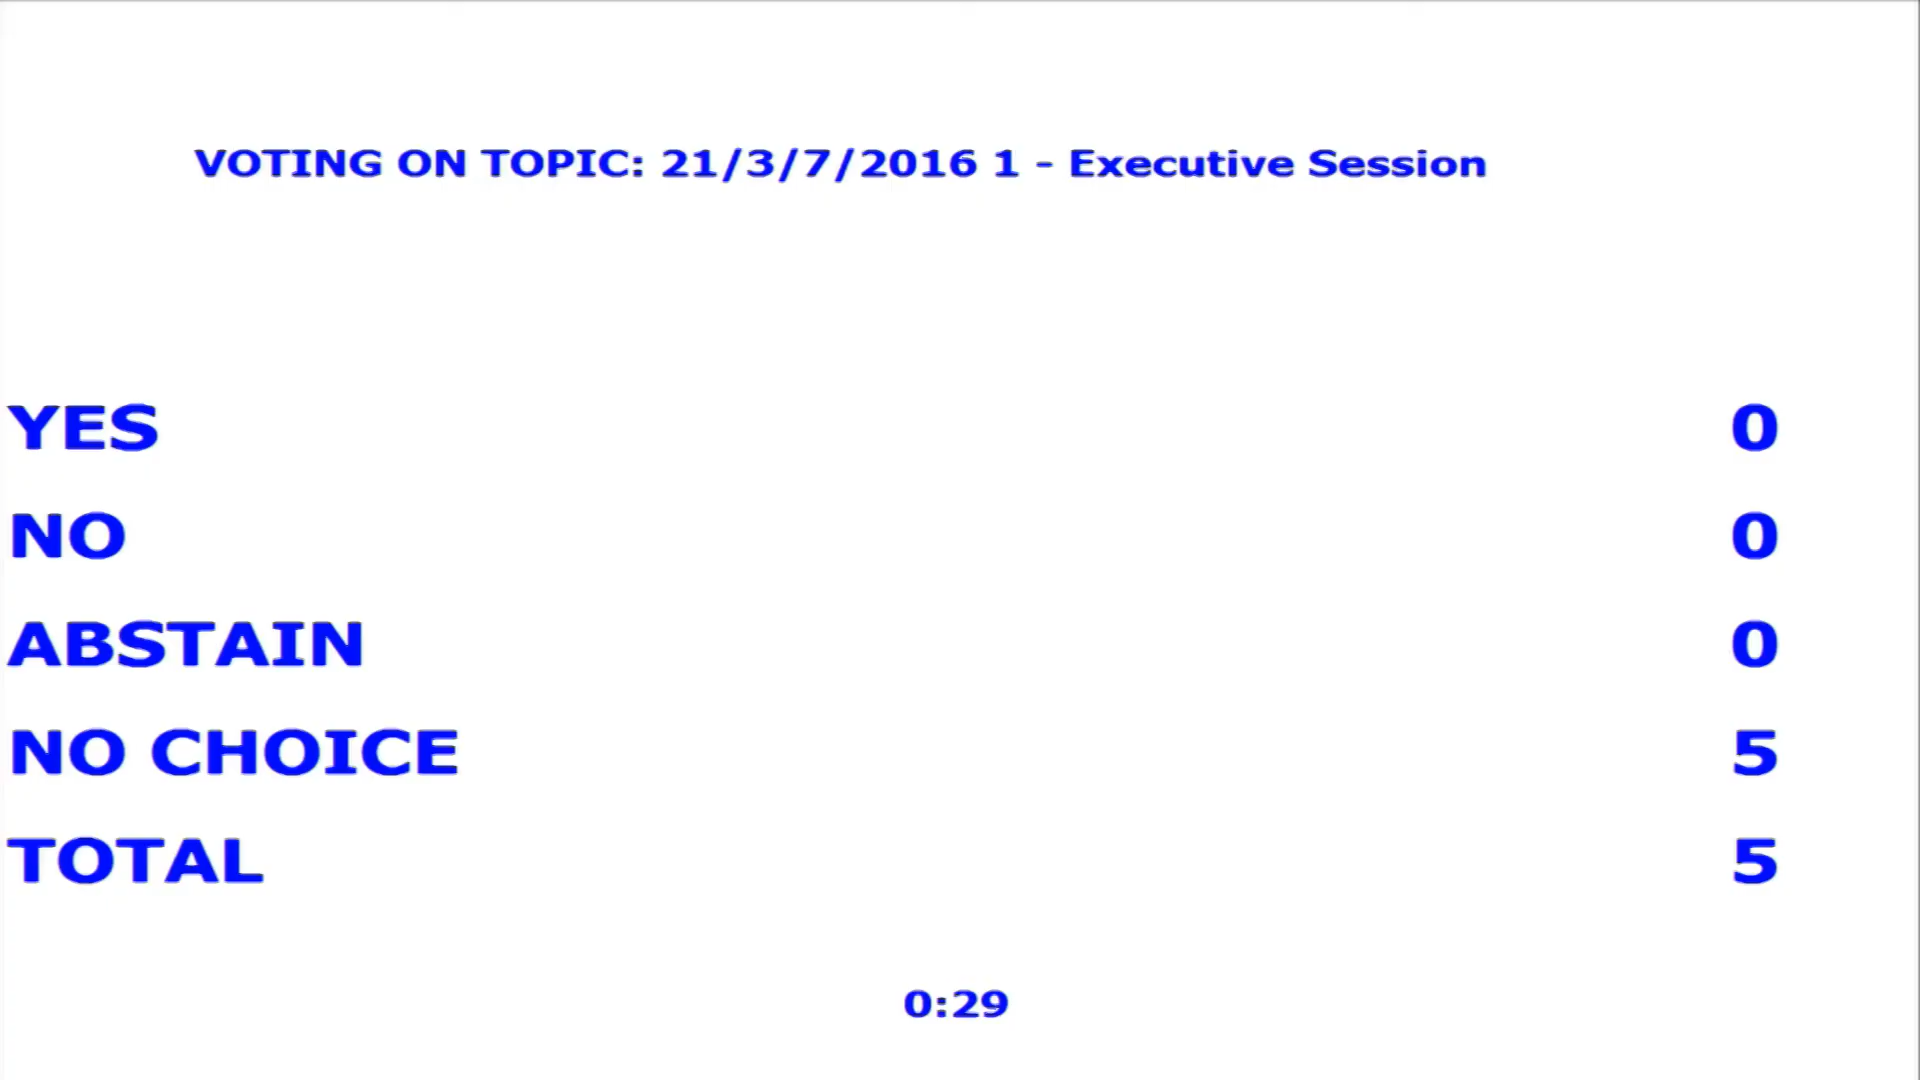 VOTING ON TOPIC: 21/3/7/2016 1 - Executive Session
YES 0
NO 0
ABSTAIN 0
NO CHOICE 5
TOTAL 5
0:29